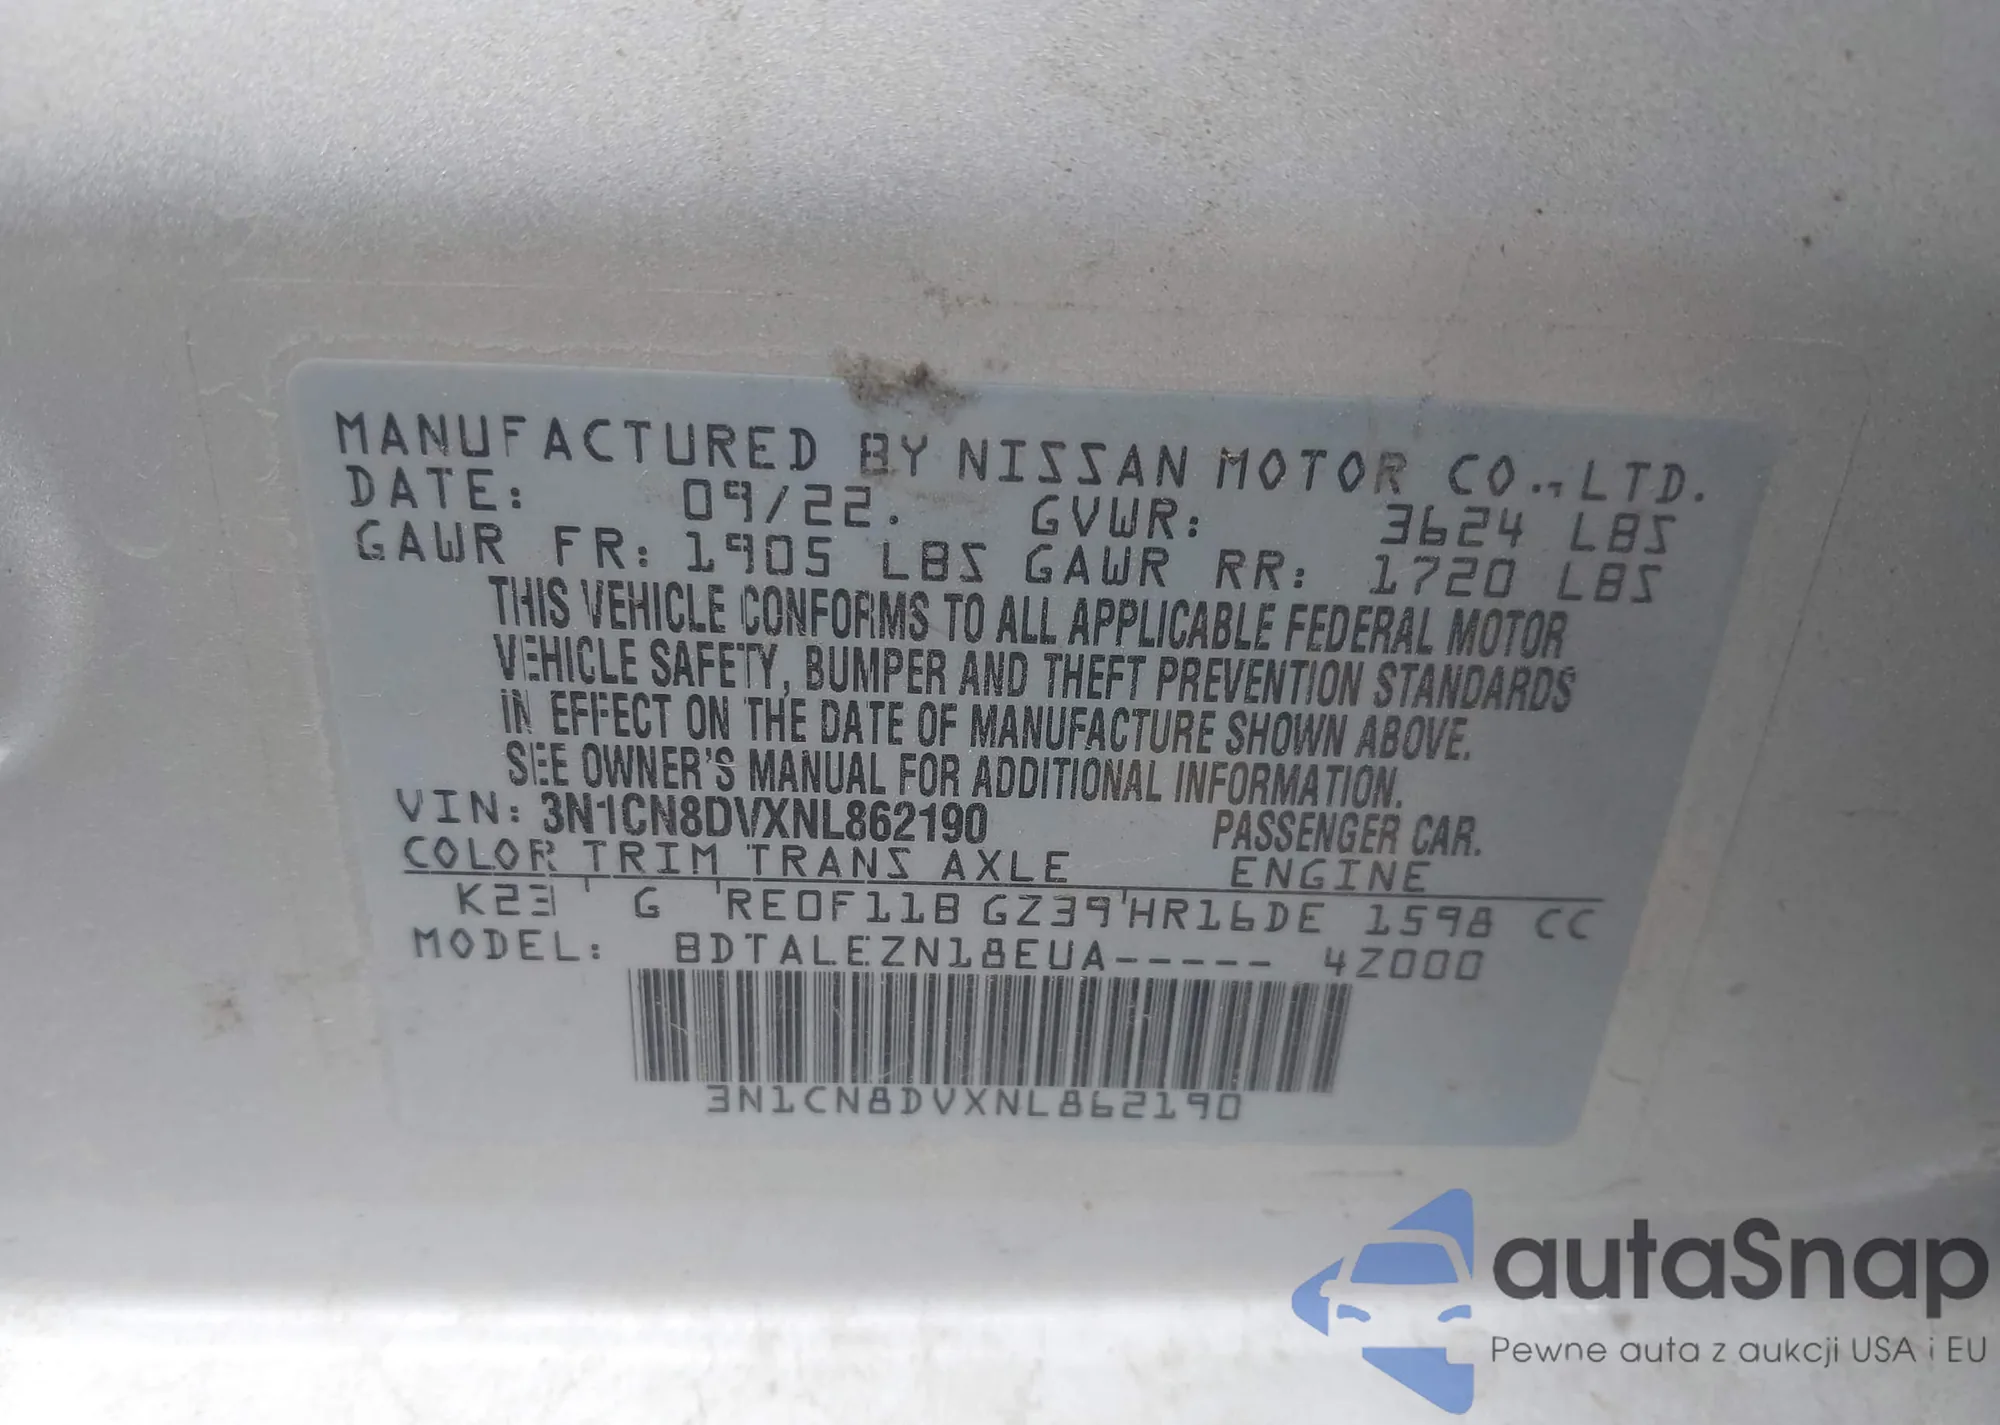 MANUFACTURED BY NISSAN MOTOR CO., LTD.
DATE: 09/22. GVWR: 3624 LBS
GAWR FR: 1905 LBS GAWR RR: 1720 LBS
THIS VEHICLE CONFORMS TO ALL APPLICABLE FEDERAL MOTOR
VEHICLE SAFETY, BUMPER AND THEFT PREVENTION STANDARDS
IN EFFECT ON THE DATE OF MANUFACTURE SHOWN ABOVE.
SEE OWNER'S MANUAL FOR ADDITIONAL INFORMATION.
VIN: 3N1CN8DVXNL862190 PASSENGER CAR.
COLOR TRIM TRANS AXLE ENGINE
K23 G RE0F11B GZ39 HR16DE 1598 CC
MODEL: BDTALEZN18EUA----- 4Z000
3N1CN8DVXNL862190
autaSnap
Pewne auta z aukcji USA i EU